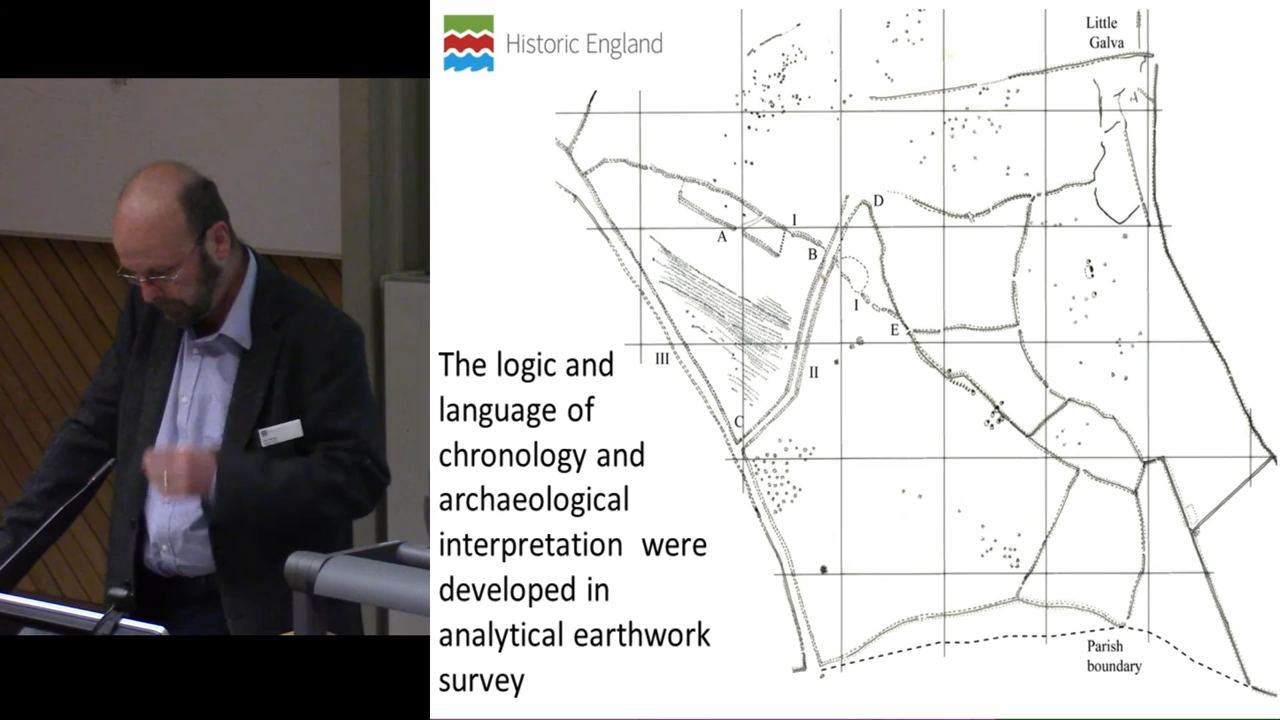 Historic England
Little
Galva
D
I
A
B
I
E
III
II
C
The logic and
language of
chronology and
archaeological
interpretation were
developed in
analytical earthwork
survey
Parish
boundary